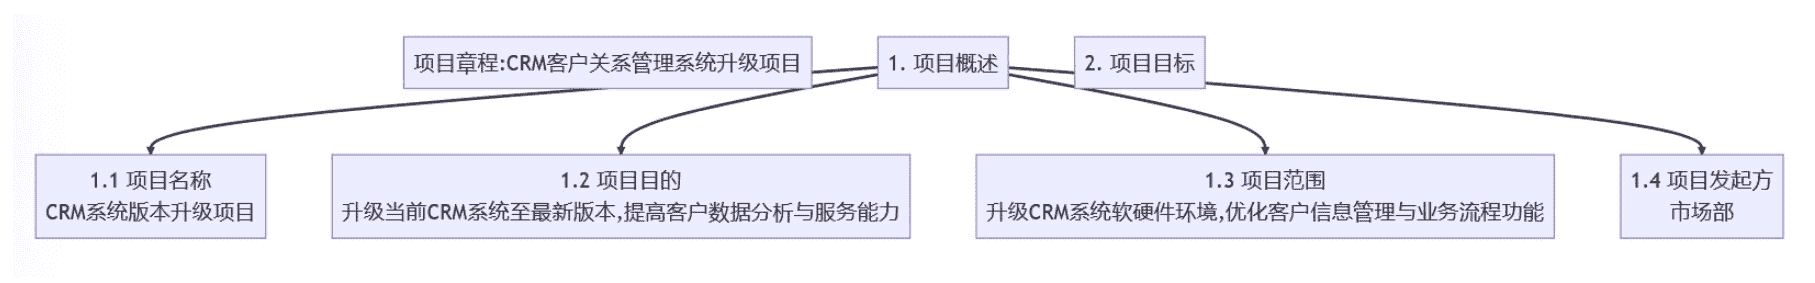 项目章程:CRM客户关系管理系统升级项目
1. 项目概述
2. 项目目标
1.1 项目名称
CRM系统版本升级项目
1.2 项目目的
升级当前CRM系统至最新版本,提高客户数据分析与服务能力
1.3 项目范围
升级CRM系统软硬件环境,优化客户信息管理与业务流程功能
1.4 项目发起方
市场部